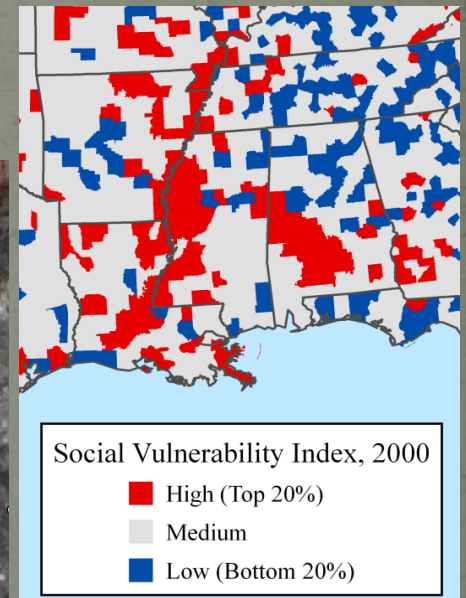 Social Vulnerability Index, 2000
High (Top 20%)
Medium
Low (Bottom 20%)